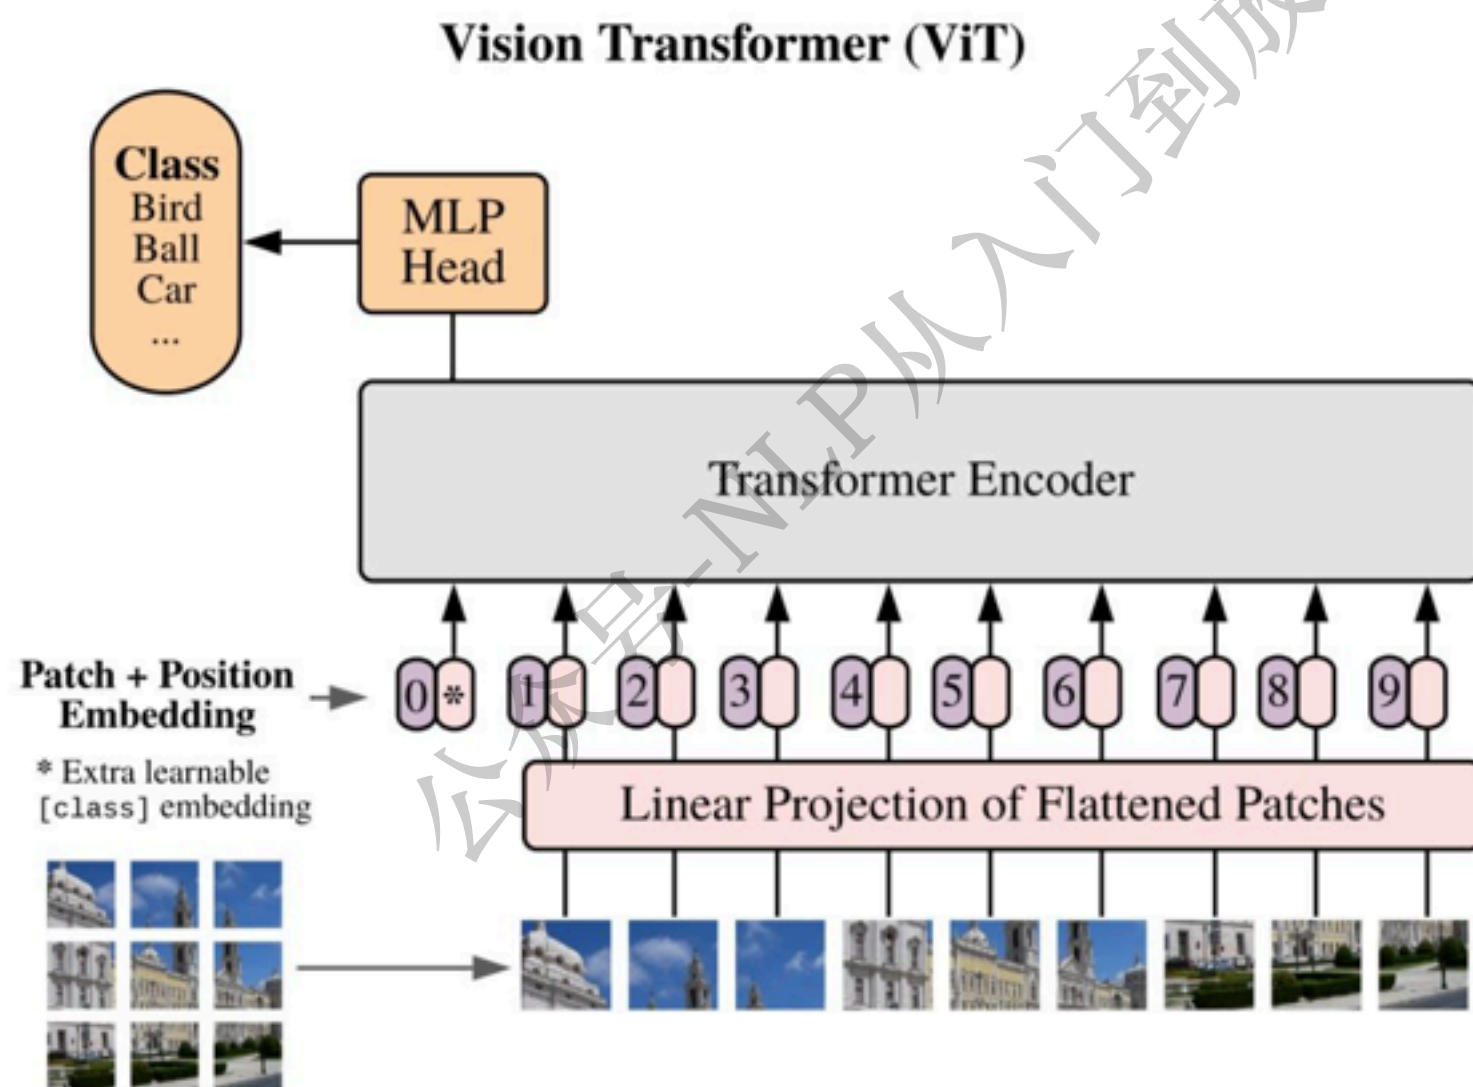 Vision Transformer (ViT)
Class
Bird
Ball
Car
...
MLP
Head
Transformer Encoder
Patch + Position
Embedding
0 * 1 2 3 4 5 6 7 8 9
* Extra learnable
[class] embedding
Linear Projection of Flattened Patches
公众号-NLP从入门到放